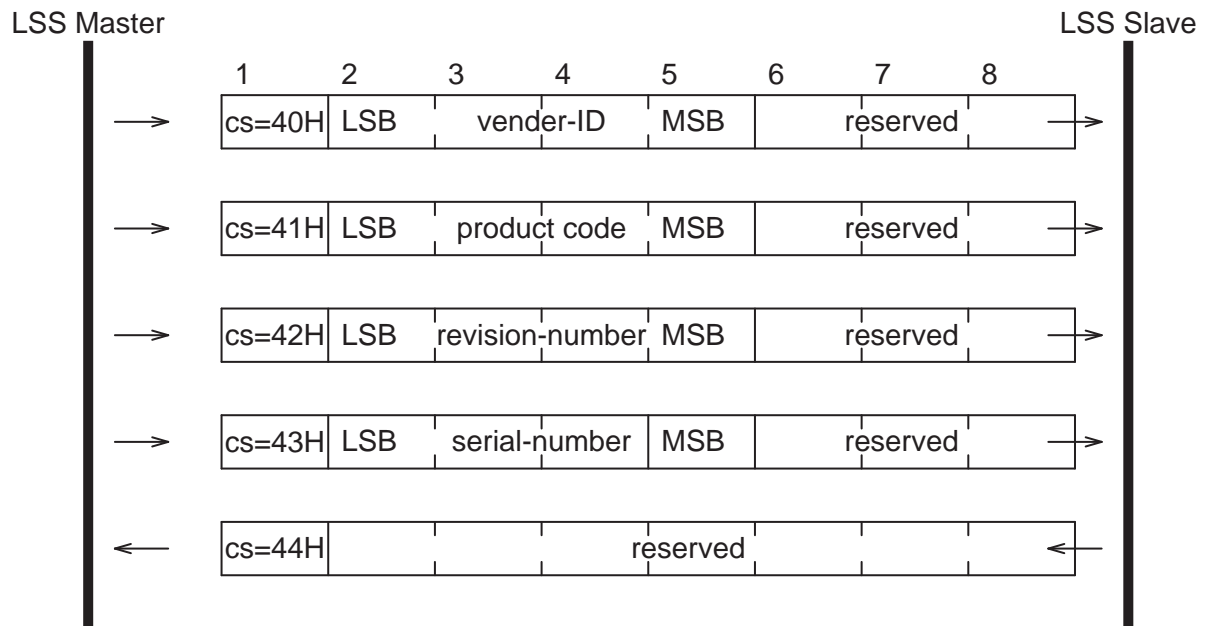 LSS Master LSS Slave
1 2 3 4 5 6 7 8
cs=40H LSB vender-ID MSB reserved
cs=41H LSB product code MSB reserved
cs=42H LSB revision-number MSB reserved
cs=43H LSB serial-number MSB reserved
cs=44H reserved